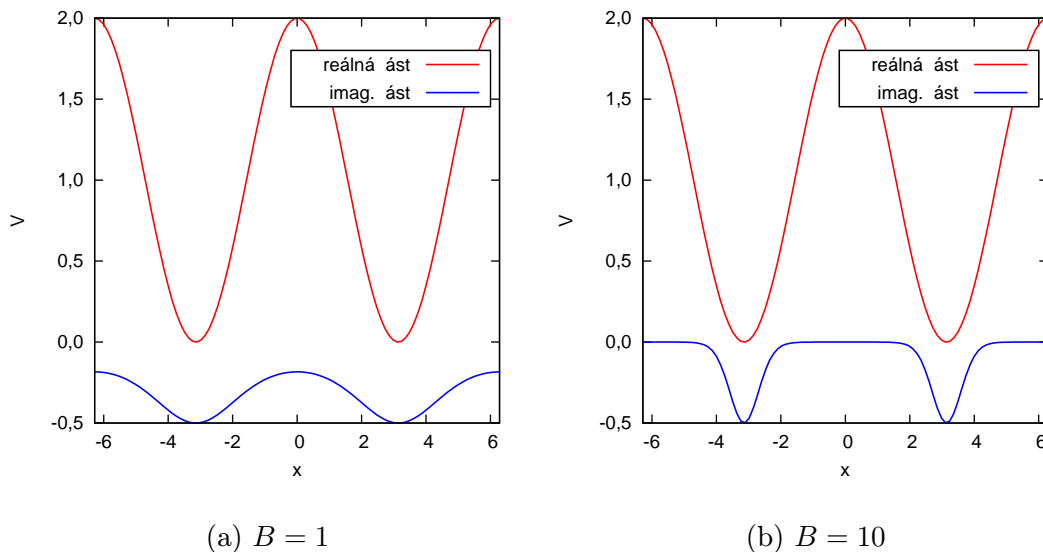 2,0
reálná ást
imag. ást
1,5
1,0
V
0,5
0,0
-0,5
-6 -4 -2 0 2 4 6
x
(a) B = 1
2,0
reálná ást
imag. ást
1,5
1,0
V
0,5
0,0
-0,5
-6 -4 -2 0 2 4 6
x
(b) B = 10